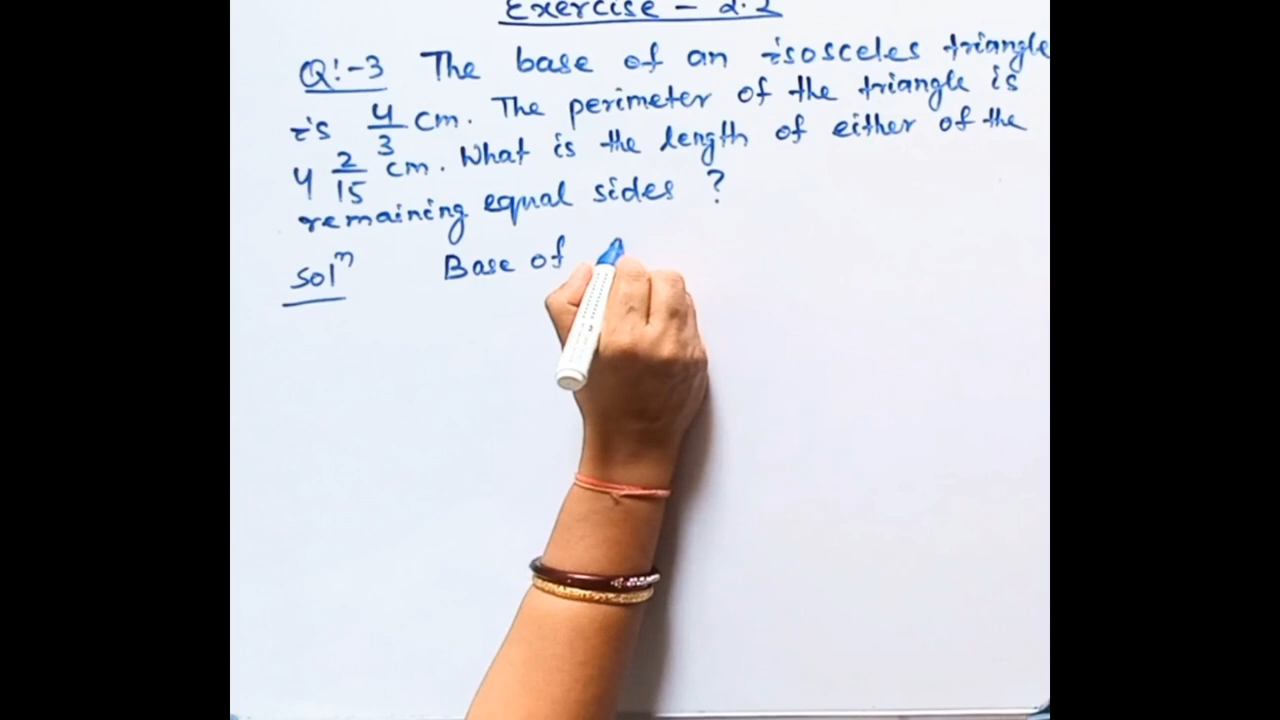 Exercise - 2.2
Q!-3 The base of an isosceles triangle
is 4/3 cm. The perimeter of the triangle is
4 2/15 cm. What is the length of either of the
remaining equal sides ?
Solⁿ Base of